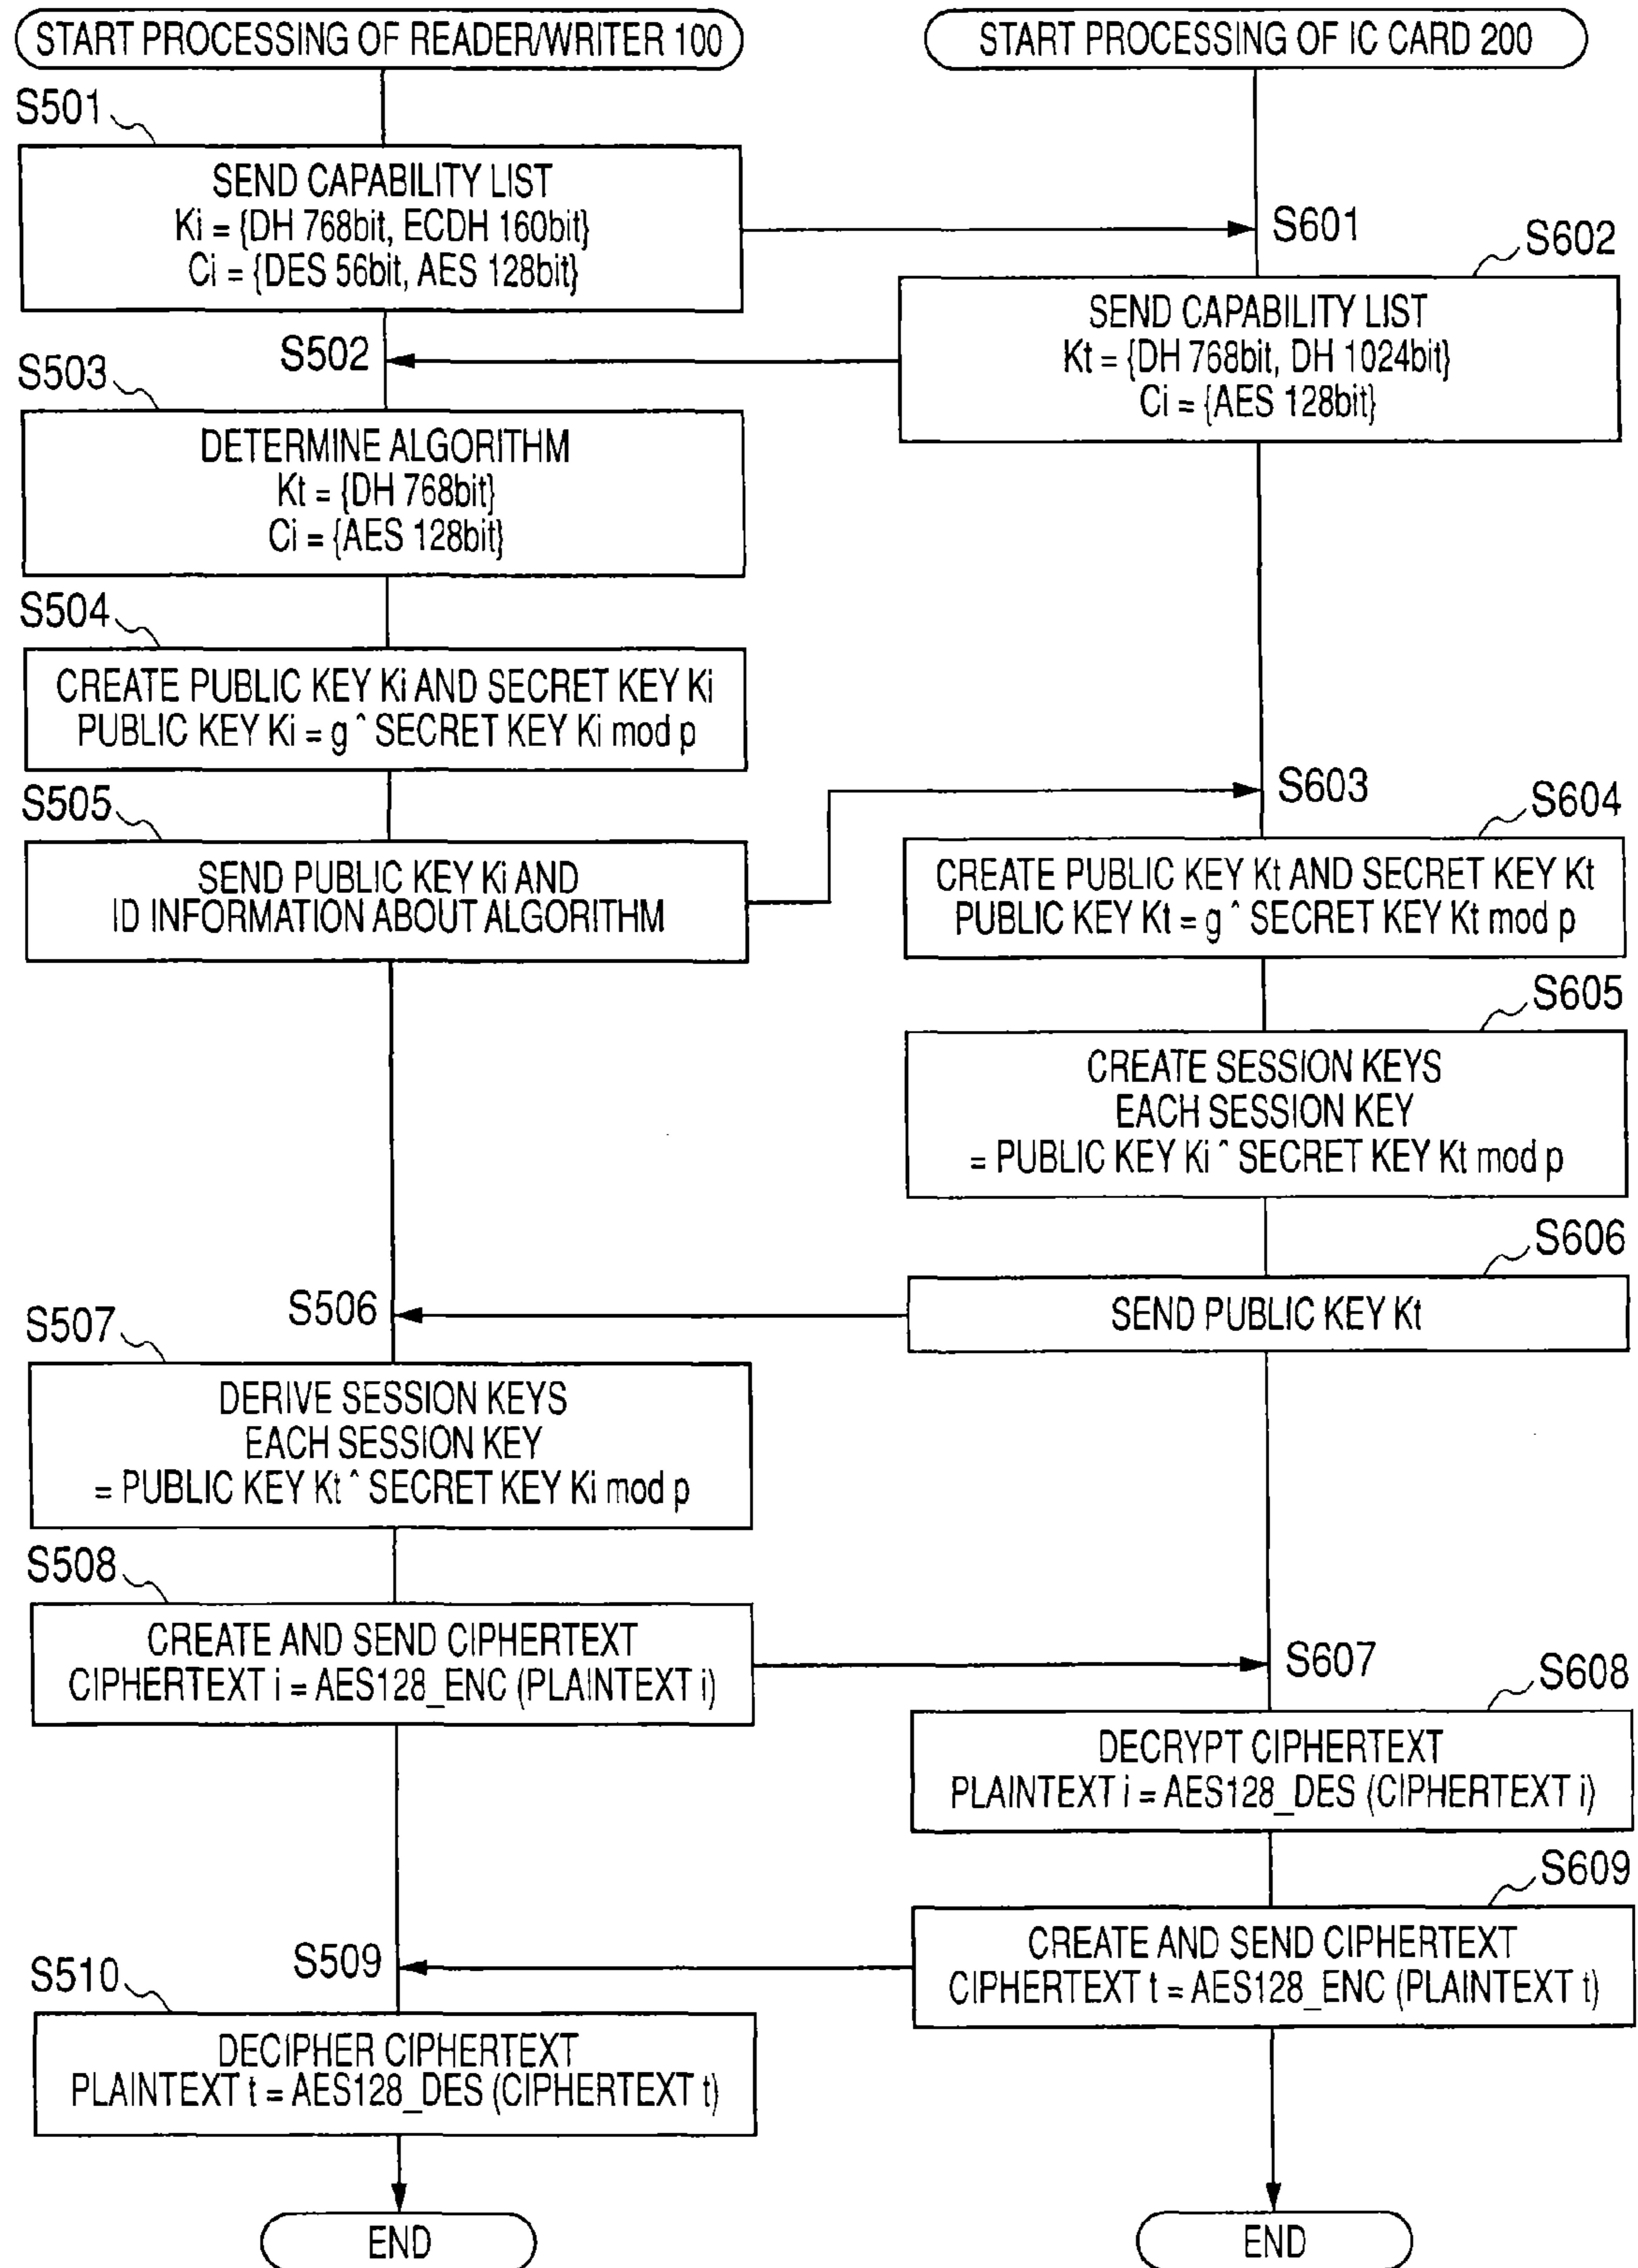 START PROCESSING OF READER/WRITER 100
START PROCESSING OF IC CARD 200
S501
SEND CAPABILITY LIST
Ki = {DH 768bit, ECDH 160bit}
Ci = {DES 56bit, AES 128bit}
S601
S602
SEND CAPABILITY LIST
Kt = {DH 768bit, DH 1024bit}
Ci = {AES 128bit}
S502
S503
DETERMINE ALGORITHM
Kt = {DH 768bit}
Ci = {AES 128bit}
S504
CREATE PUBLIC KEY Ki AND SECRET KEY Ki
PUBLIC KEY Ki = g ^ SECRET KEY Ki mod p
S505
SEND PUBLIC KEY Ki AND
ID INFORMATION ABOUT ALGORITHM
S603
S604
CREATE PUBLIC KEY Kt AND SECRET KEY Kt
PUBLIC KEY Kt = g ^ SECRET KEY Kt mod p
S605
CREATE SESSION KEYS
EACH SESSION KEY
= PUBLIC KEY Ki ^ SECRET KEY Kt mod p
S606
SEND PUBLIC KEY Kt
S506
S507
DERIVE SESSION KEYS
EACH SESSION KEY
= PUBLIC KEY Kt ^ SECRET KEY Ki mod p
S508
CREATE AND SEND CIPHERTEXT
CIPHERTEXT i = AES128_ENC (PLAINTEXT i)
S607
S608
DECRYPT CIPHERTEXT
PLAINTEXT i = AES128_DES (CIPHERTEXT i)
S609
CREATE AND SEND CIPHERTEXT
CIPHERTEXT t = AES128_ENC (PLAINTEXT t)
S509
S510
DECIPHER CIPHERTEXT
PLAINTEXT t = AES128_DES (CIPHERTEXT t)
END
END